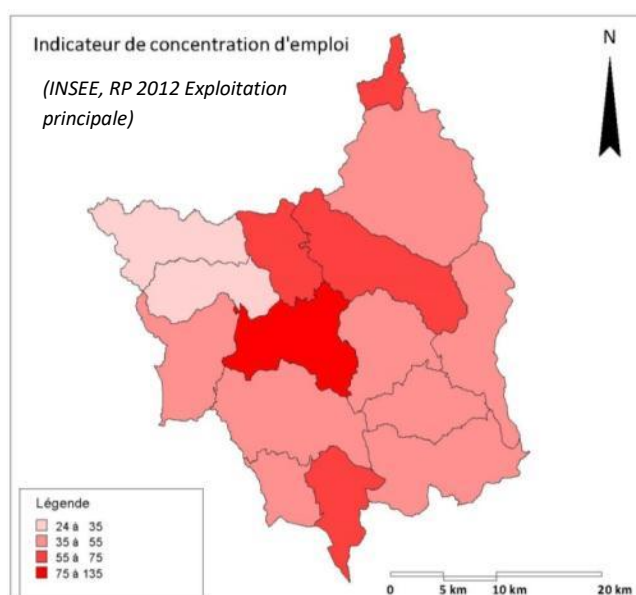 Indicateur de concentration d'emploi
(INSEE, RP 2012 Exploitation
principale)
N
Légende
24 à 35
35 à 55
55 à 75
75 à 135
0 5 km 10 km 20 km